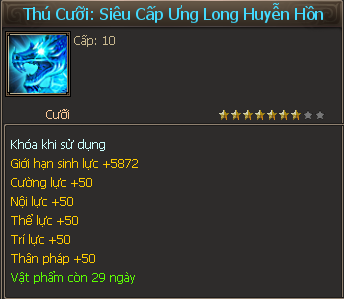 Thú Cưỡi: Siêu Cấp Ưng Long Huyễn Hồn
Cấp: 10
Cưỡi
Khóa khi sử dụng
Giới hạn sinh lực +5872
Cường lực +50
Nội lực +50
Thể lực +50
Trí lực +50
Thân pháp +50
Vật phẩm còn 29 ngày